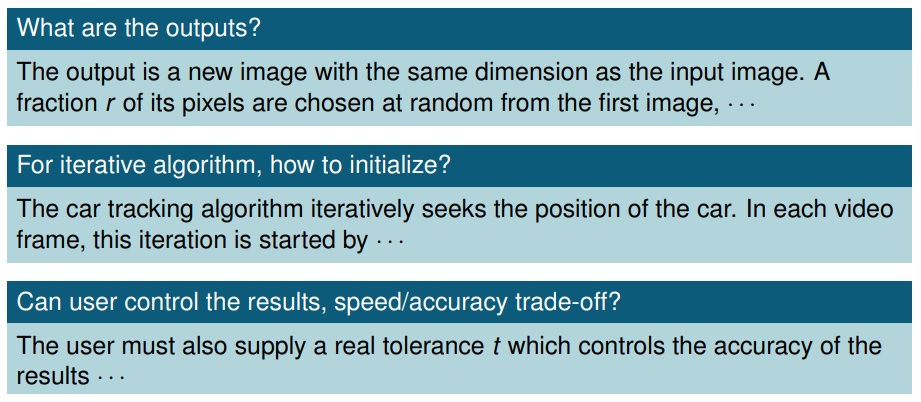 What are the outputs?
The output is a new image with the same dimension as the input image. A
fraction r of its pixels are chosen at random from the first image, · · ·
For iterative algorithm, how to initialize?
The car tracking algorithm iteratively seeks the position of the car. In each video
frame, this iteration is started by · · ·
Can user control the results, speed/accuracy trade-off?
The user must also supply a real tolerance t which controls the accuracy of the
results · · ·